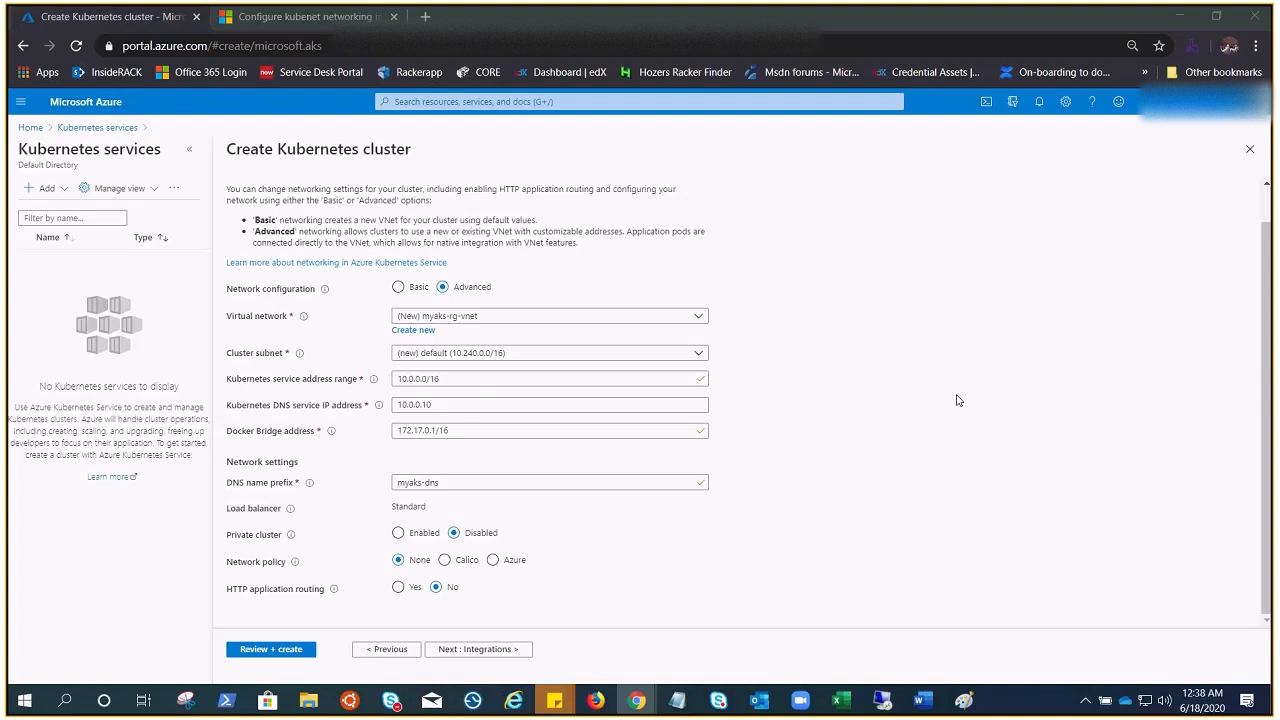 Create Kubernetes cluster - Micr
Configure kubenet networking
portal.azure.com/#create/microsoft.aks
Apps
InsideRACK
Office 365 Login
new
Service Desk Portal
Rackerapp
CORE
Dashboard | edX
Hozers Racker Finder
Msdn forums - Micr...
Credential Assets |...
On-boarding to do...
»
Other bookmarks
Microsoft Azure
Search resources, services, and docs (G+/)
Home > Kubernetes services >
Kubernetes services
Default Directory
Add
Manage view
...
Filter by name...
Name ↑↓
Type ↑↓
No Kubernetes services to display
Use Azure Kubernetes Service to create and manage
Kubernetes clusters. Azure will handle cluster operations,
including creating, scaling, and upgrading, freeing up
developers to focus on their application. To get started,
create a cluster with Azure Kubernetes Service.
Learn more
Create Kubernetes cluster
You can change networking settings for your cluster, including enabling HTTP application routing and configuring your
network using either the 'Basic' or 'Advanced' options:
• 'Basic' networking creates a new VNet for your cluster using default values.
• 'Advanced' networking allows clusters to use a new or existing VNet with customizable addresses. Application pods are
connected directly to the VNet, which allows for native integration with VNet features.
Learn more about networking in Azure Kubernetes Service
Network configuration
Basic
Advanced
Virtual network *
(New) myaks-rg-vnet
Create new
Cluster subnet *
(new) default (10.240.0.0/16)
Kubernetes service address range *
10.0.0.0/16
Kubernetes DNS service IP address *
10.0.0.10
Docker Bridge address *
172.17.0.1/16
Network settings
DNS name prefix *
myaks-dns
Load balancer
Standard
Private cluster
Enabled
Disabled
Network policy
None
Calico
Azure
HTTP application routing
Yes
No
Review + create
< Previous
Next : Integrations >
12:38 AM
6/18/2020